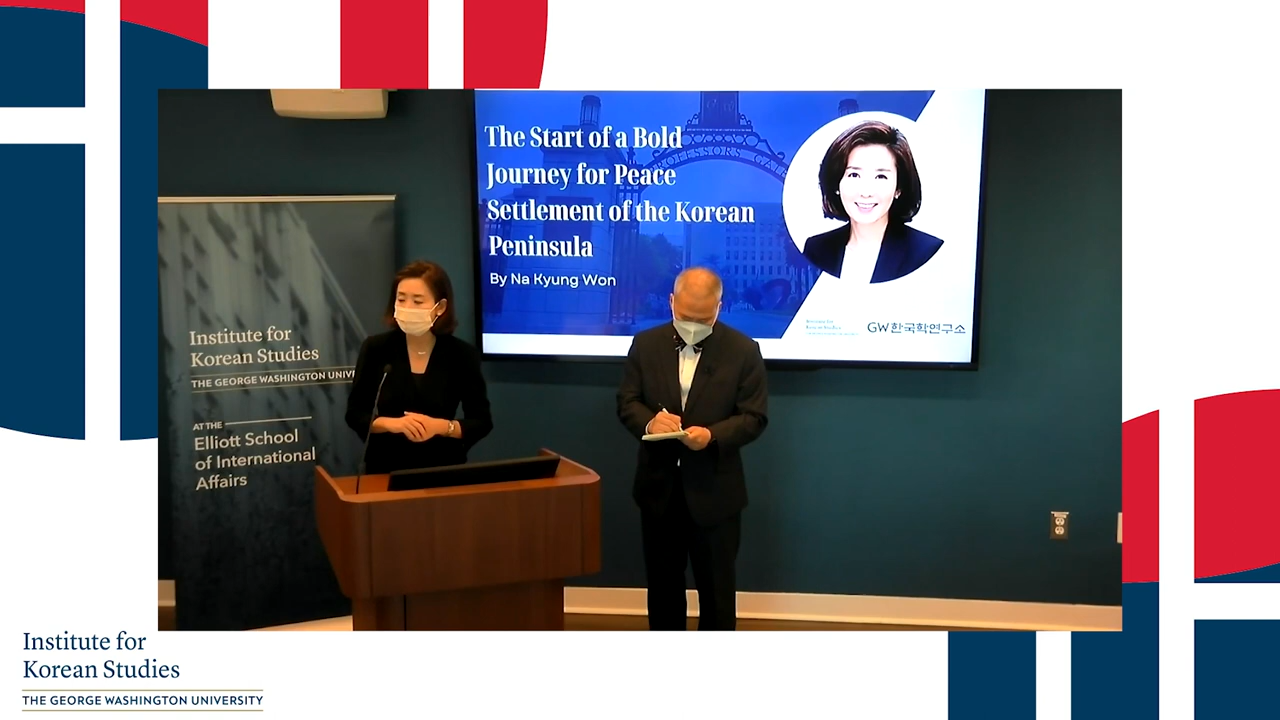 The Start of a Bold
Journey for Peace
Settlement of the Korean
Peninsula
By Na Kyung Won
PROFESSORS GATE
GW한국학연구소
Institute for
Korean Studies
THE GEORGE WASHINGTON UNIV
AT THE
Elliott School
of International
Affairs
Institute for
Korean Studies
THE GEORGE WASHINGTON UNIVERSITY